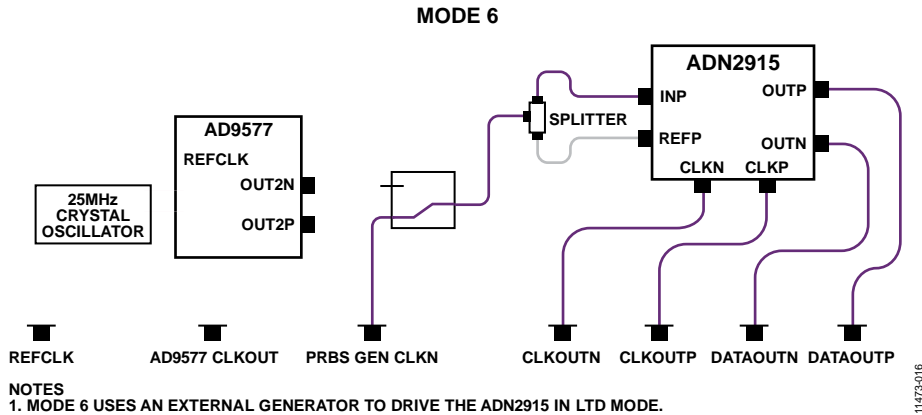 MODE 6
ADN2915
INP
OUTP
SPLITTER
REFP
OUTN
CLKN CLKP
AD9577
REFCLK
OUT2N
OUT2P
25MHz
CRYSTAL
OSCILLATOR
REFCLK AD9577 CLKOUT PRBS GEN CLKN CLKOUTN CLKOUTP DATAOUTN DATAOUTP
NOTES
1. MODE 6 USES AN EXTERNAL GENERATOR TO DRIVE THE ADN2915 IN LTD MODE.
11473-016